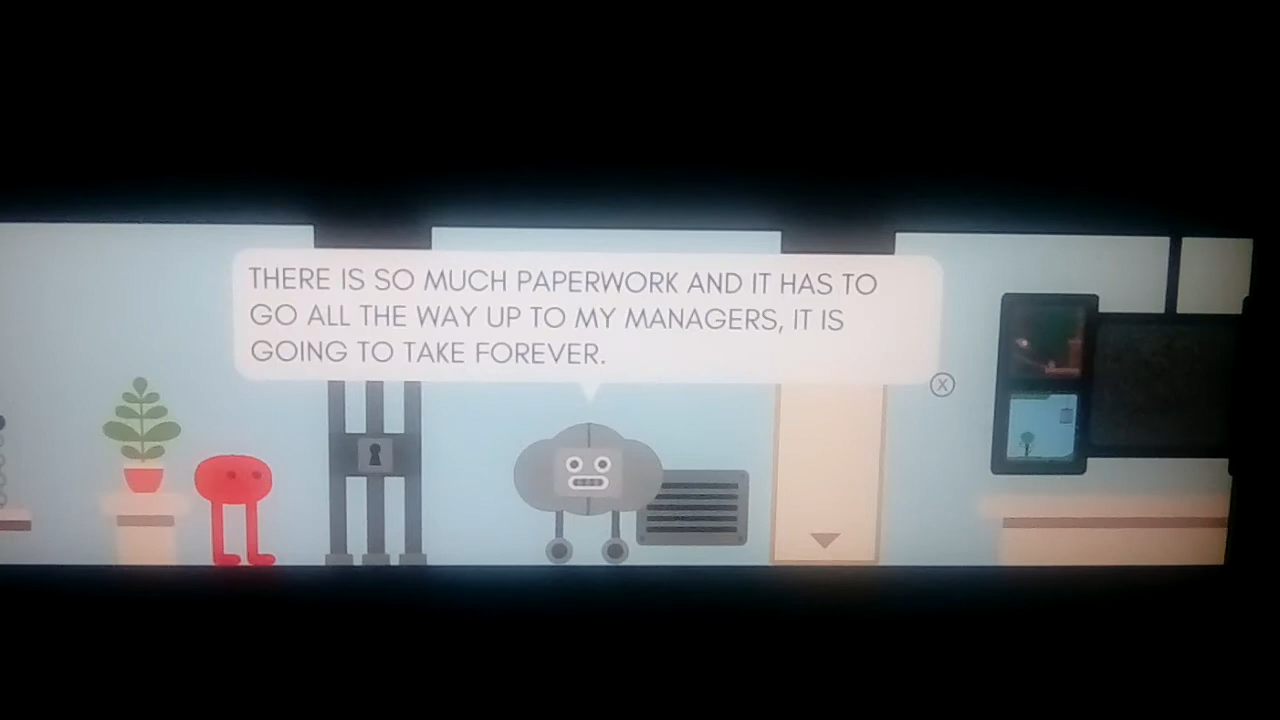 THERE IS SO MUCH PAPERWORK AND IT HAS TO
GO ALL THE WAY UP TO MY MANAGERS, IT IS
GOING TO TAKE FOREVER.
X